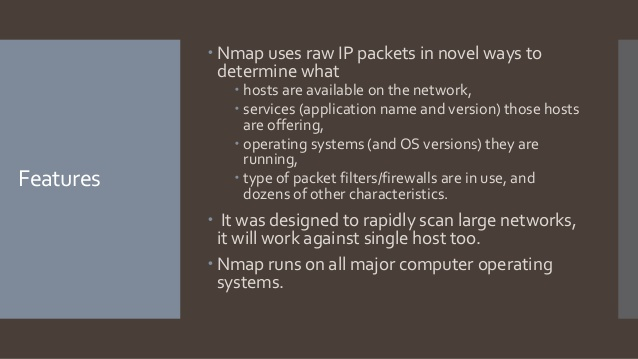 Features
• Nmap uses raw IP packets in novel ways to
determine what
• hosts are available on the network,
• services (application name and version) those hosts
are offering,
• operating systems (and OS versions) they are
running,
• type of packet filters/firewalls are in use, and
dozens of other characteristics.
• It was designed to rapidly scan large networks,
it will work against single host too.
• Nmap runs on all major computer operating
systems.